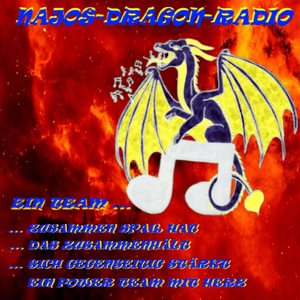 NAJOS-DRAGON-RADIO
EIN TEAM ...
... ZUSAMMEN SPAß HAT
... DAS ZUSAMMENHÄLT
... SICH GEGENSEITIG STÄRKT
EIN POWER TEAM MIT HERZ